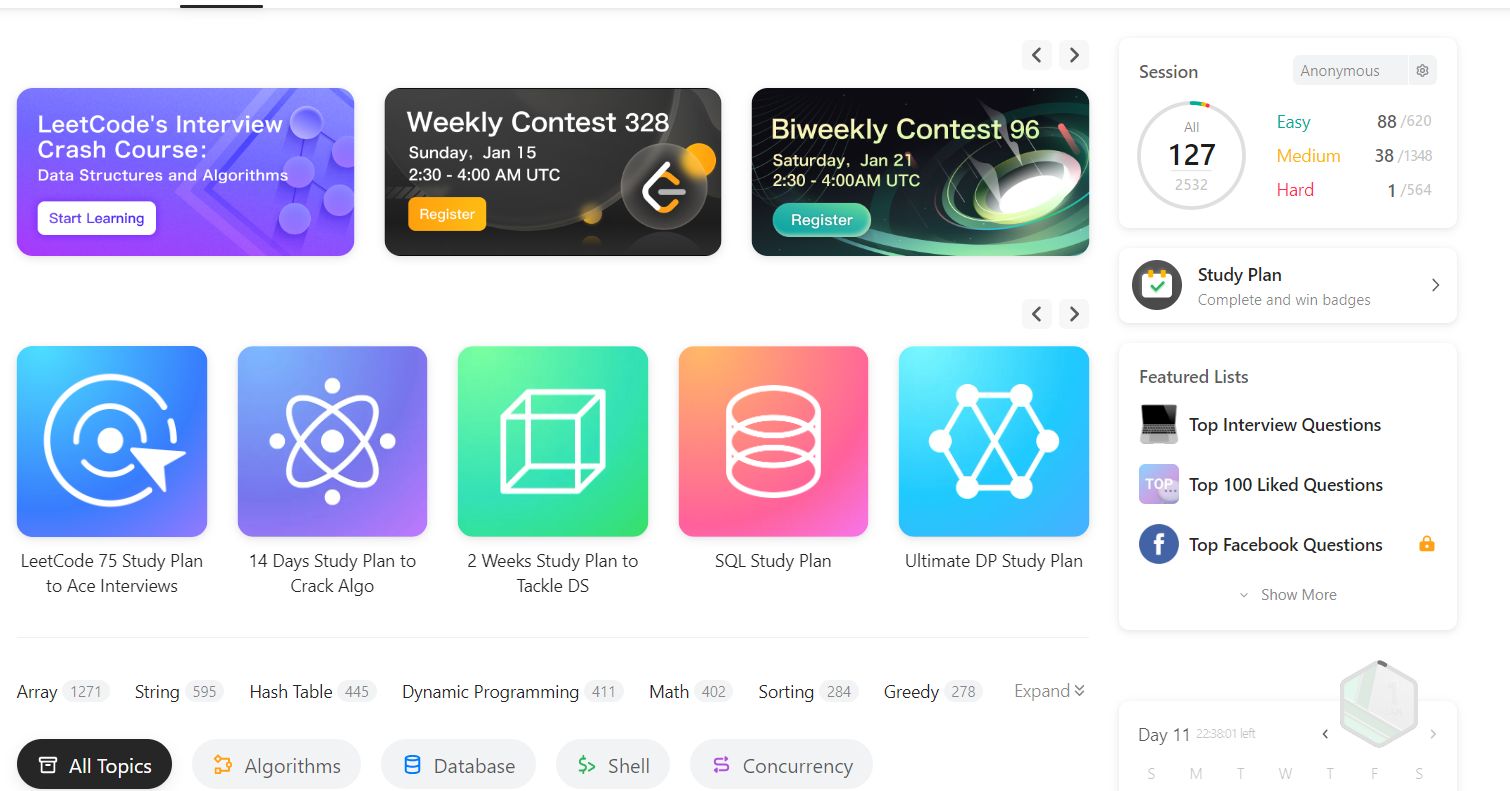 LeetCode's Interview
Crash Course:
Data Structures and Algorithms
Start Learning
Weekly Contest 328
Sunday, Jan 15
2:30 - 4:00 AM UTC
Register
Biweekly Contest 96
Saturday, Jan 21
2:30 - 4:00AM UTC
Register
LeetCode 75 Study Plan
to Ace Interviews
14 Days Study Plan to
Crack Algo
2 Weeks Study Plan to
Tackle DS
SQL Study Plan
Ultimate DP Study Plan
Array 1271 String 595 Hash Table 445 Dynamic Programming 411 Math 402 Sorting 284 Greedy 278 Expand
All Topics Algorithms Database Shell Concurrency
Session Anonymous
All
127
2532
Easy 88 /620
Medium 38 /1348
Hard 1 /564
Study Plan
Complete and win badges
Featured Lists
Top Interview Questions
TOP
Top 100 Liked Questions
Top Facebook Questions
Show More
Day 11 22:38:01 left
S M T W T F S